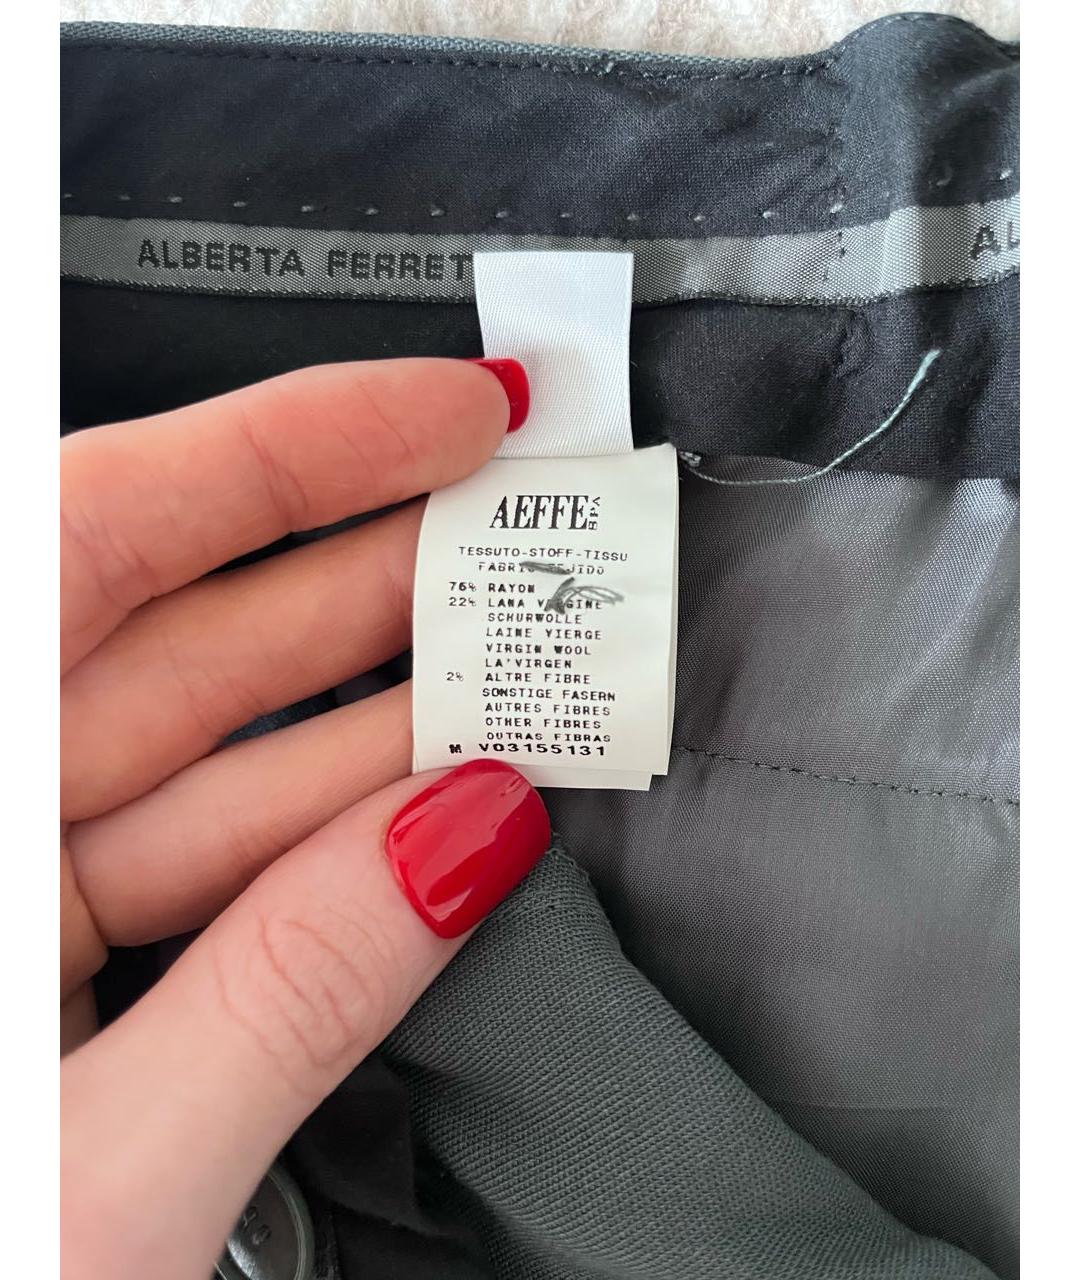 ALBERTA FERRET
AL
AEFFE SPA
TESSUTO-STOFF-TISSU
76% RAYON
22% LANA VERGINE
SCHURWOLLE
LAINE VIERGE
VIRGIN WOOL
LA'VIRGEN
2% ALTRE FIBRE
SONSTIGE FASERN
AUTRES FIBRES
OTHER FIBRES
OUTRAS FIBRAS
M V03155131